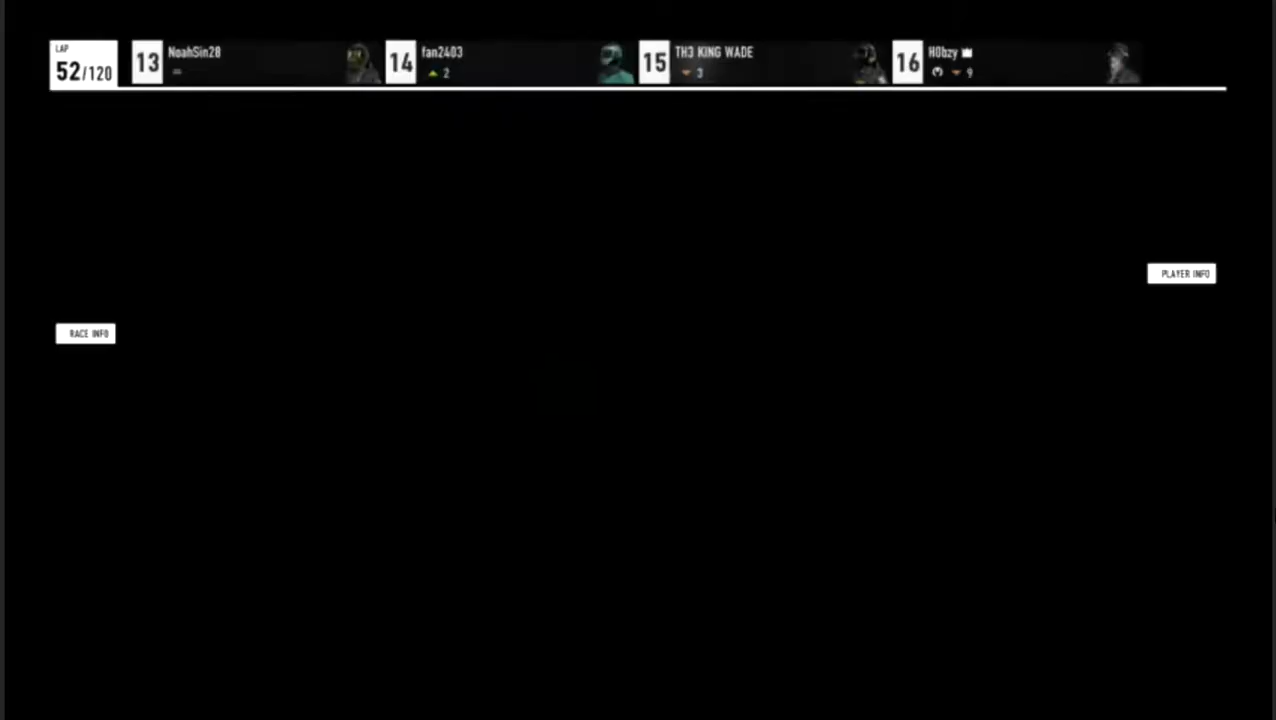 LAP
52/120
13 NoahSin28
=
14 fan2403
2
15 TH3 KING WADE
3
16 H0bzy
9
PLAYER INFO
RACE INFO